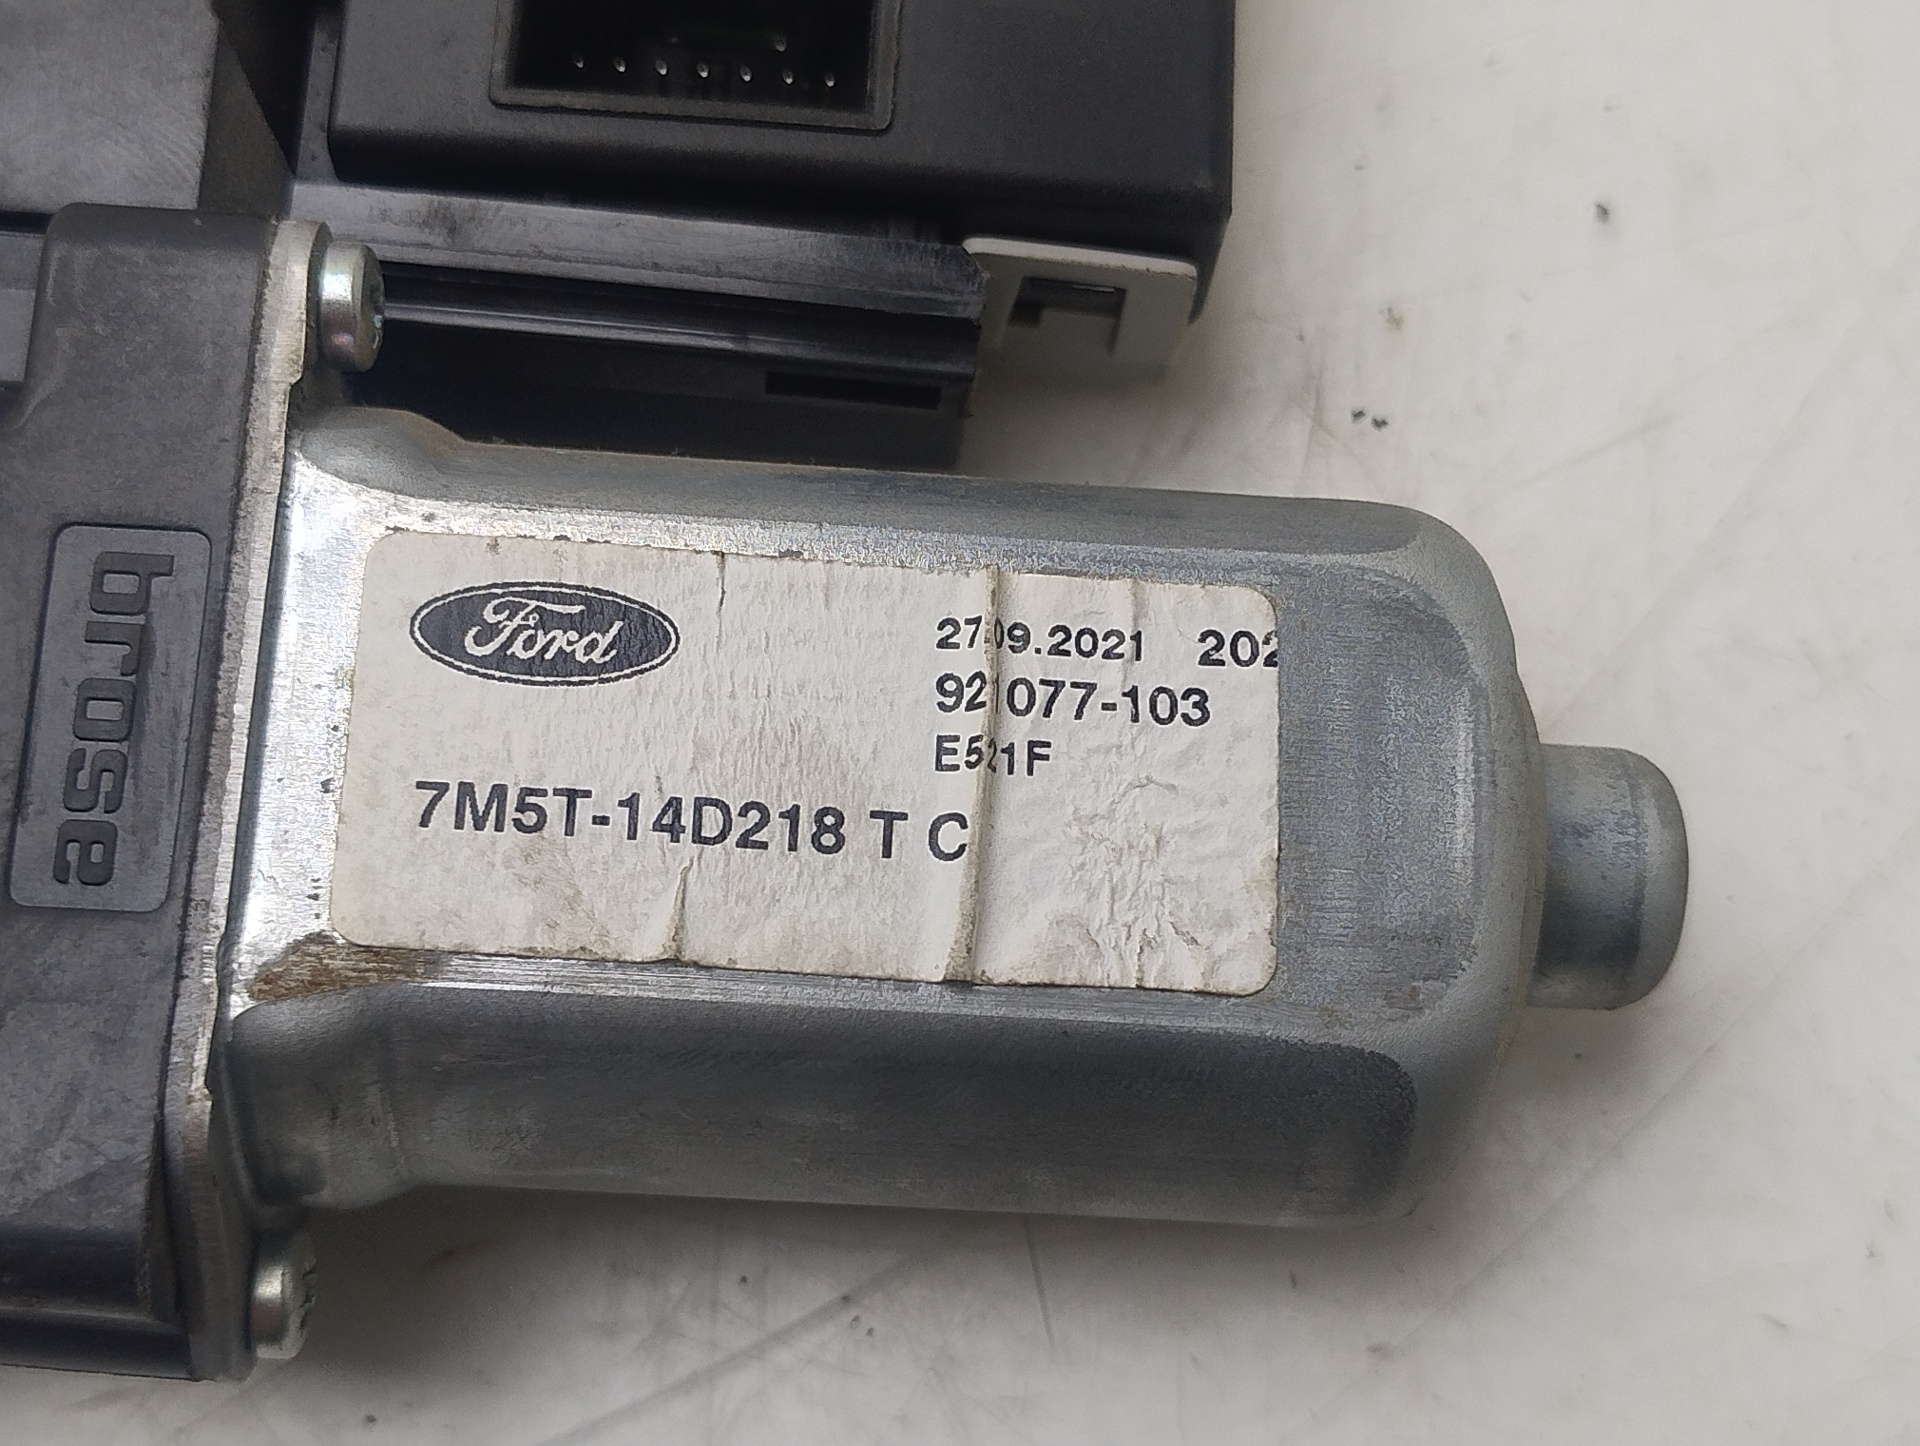 brose
Ford
27.09.2021 202
921077-103
E521F
7M5T-14D218 T C